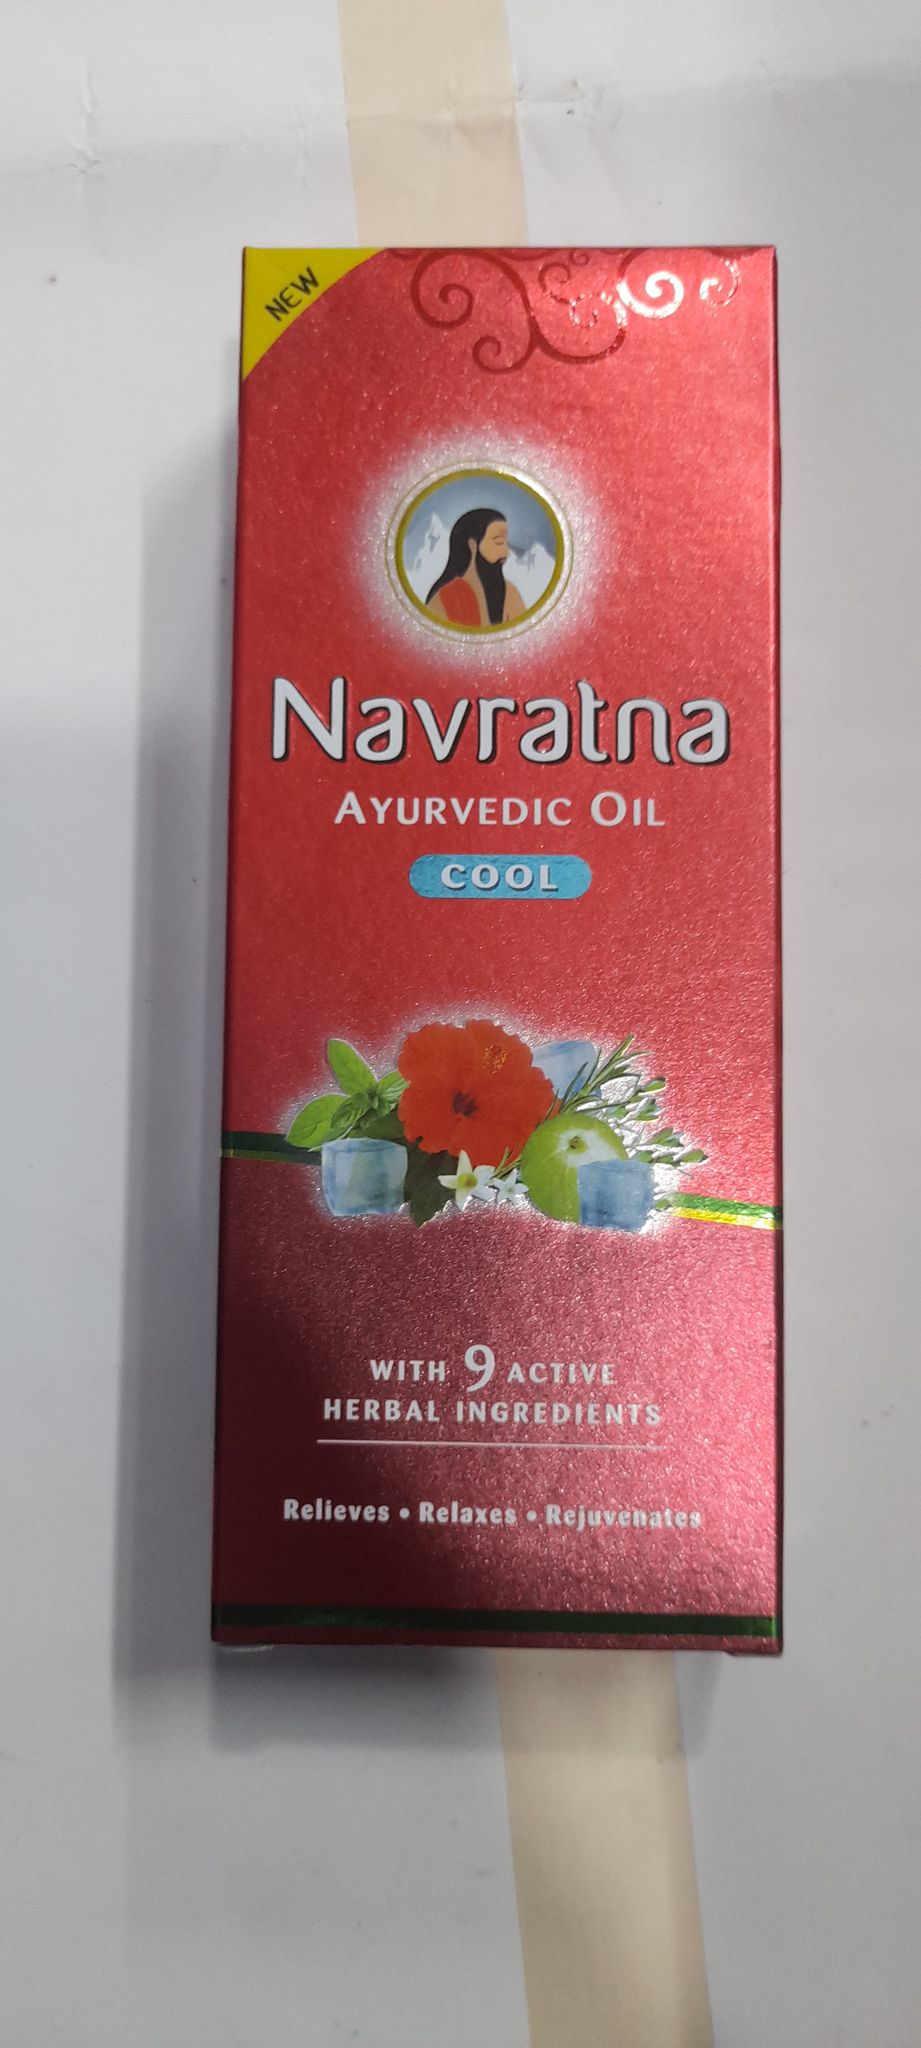 NEW
Navratna
AYURVEDIC OIL
COOL
WITH 9 ACTIVE
HERBAL INGREDIENTS
Relieves • Relaxes • Rejuvenates